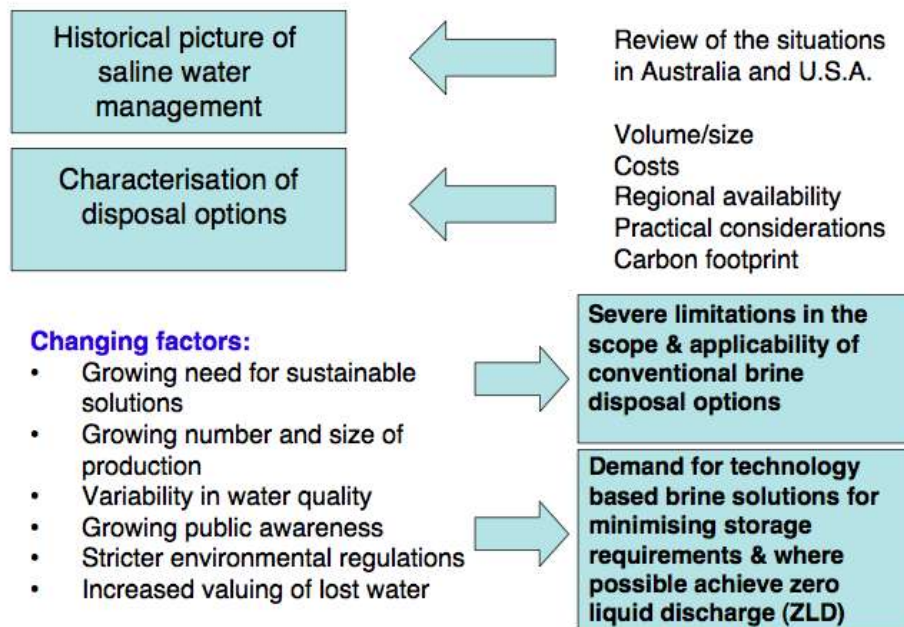 Historical picture of
saline water
management
Review of the situations
in Australia and U.S.A.
Characterisation of
disposal options
Volume/size
Costs
Regional availability
Practical considerations
Carbon footprint
Changing factors:
• Growing need for sustainable
solutions
• Growing number and size of
production
• Variability in water quality
• Growing public awareness
• Stricter environmental regulations
• Increased valuing of lost water
Severe limitations in the
scope & applicability of
conventional brine
disposal options
Demand for technology
based brine solutions for
minimising storage
requirements & where
possible achieve zero
liquid discharge (ZLD)